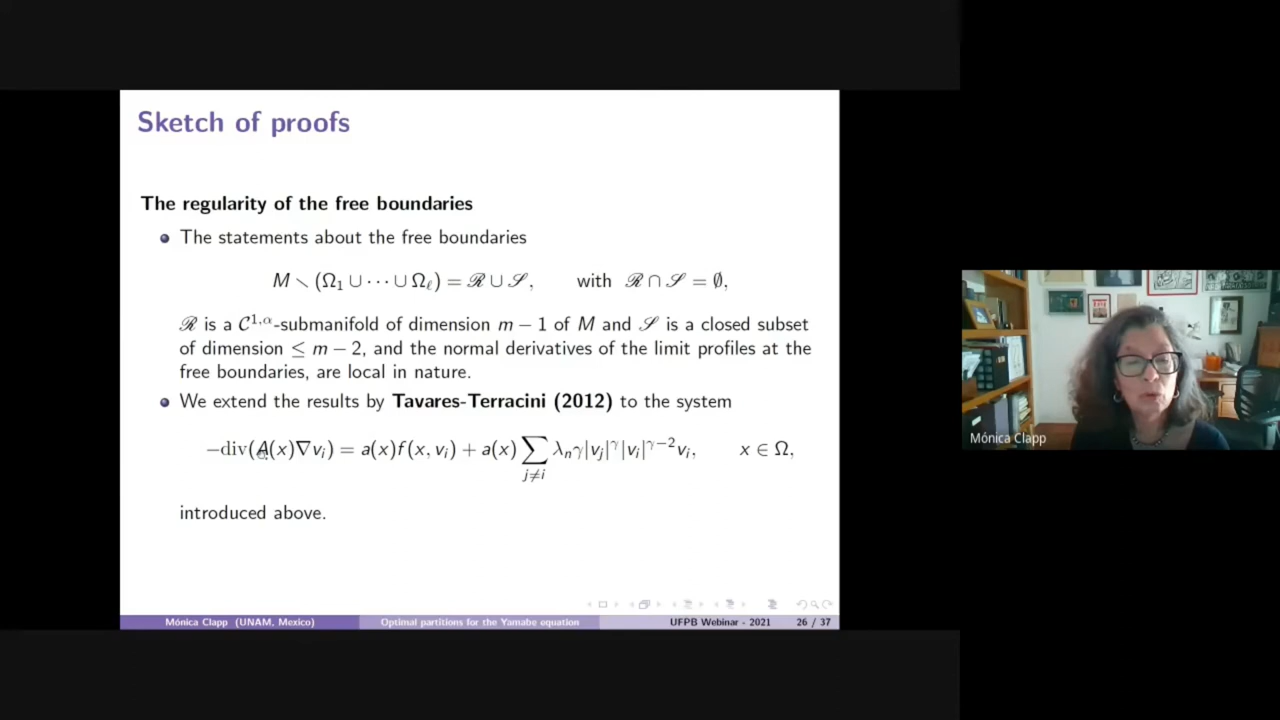 Sketch of proofs
The regularity of the free boundaries
The statements about the free boundaries
M ∖ (Ω₁ ∪ ⋯ ∪ Ω_ℓ) = ℛ ∪ 𝒮, with ℛ ∩ 𝒮 = ∅,
ℛ is a 𝒞^{1,α}-submanifold of dimension m − 1 of M and 𝒮 is a closed subset
of dimension ≤ m − 2, and the normal derivatives of the limit profiles at the
free boundaries, are local in nature.
We extend the results by Tavares-Terracini (2012) to the system
−div(A(x)∇v_i) = a(x)f(x, v_i) + a(x) ∑_{j≠i} λ_nγ|v_j|^γ|v_i|^{γ−2}v_i, x ∈ Ω,
introduced above.
Mónica Clapp (UNAM, Mexico) Optimal partitions for the Yamabe equation UFPB Webinar - 2021 26 / 37
Mónica Clapp